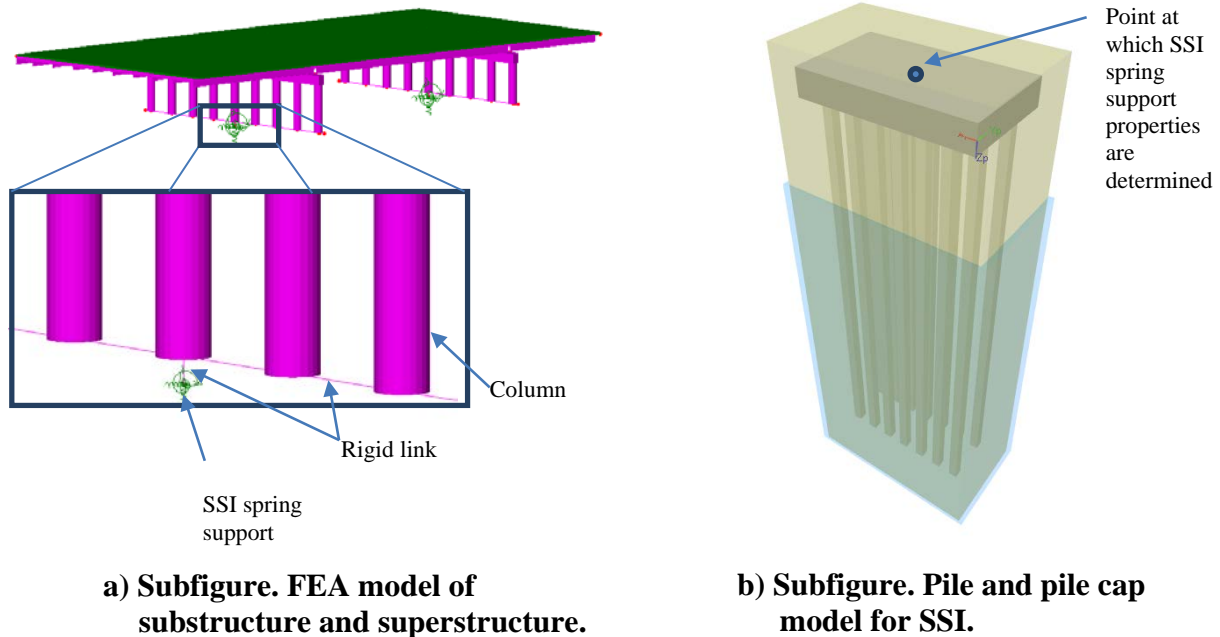 Point at
which SSI
spring
support
properties
are
determined
Zp
Column
Rigid link
SSI spring
support
a) Subfigure. FEA model of
substructure and superstructure.
b) Subfigure. Pile and pile cap
model for SSI.